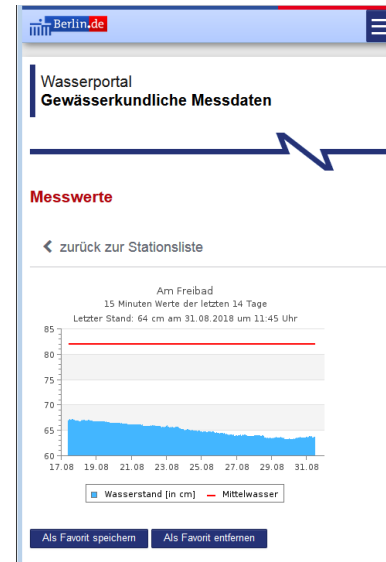 Berlin.de
Wasserportal
Gewässerkundliche Messdaten
Messwerte
zurück zur Stationsliste
Am Freibad
15 Minuten Werte der letzten 14 Tage
Letzter Stand: 64 cm am 31.08.2018 um 11:45 Uhr
85
80
75
70
65
60
17.08 19.08 21.08 23.08 25.08 27.08 29.08 31.08
Wasserstand [in cm] Mittelwasser
Als Favorit speichern Als Favorit entfernen